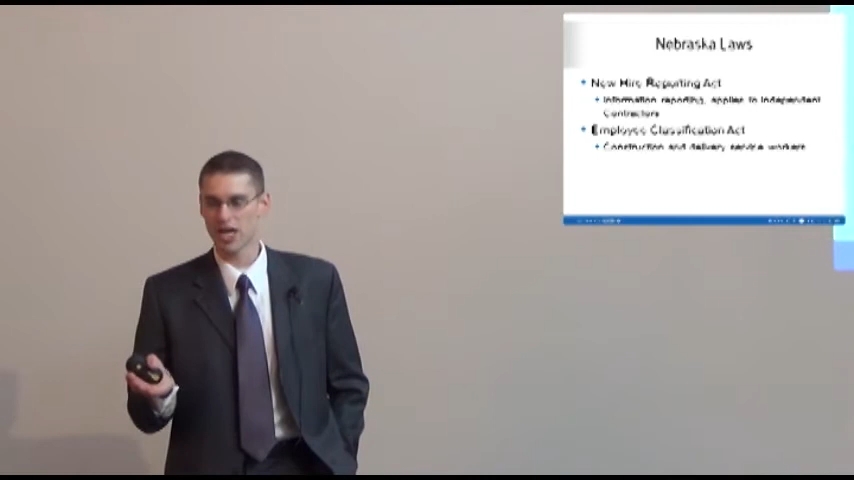 Nebraska Laws
New Hire Reporting Act
Information reporting, applies to Independent
Contractors
Employee Classification Act
Construction and delivery service workers